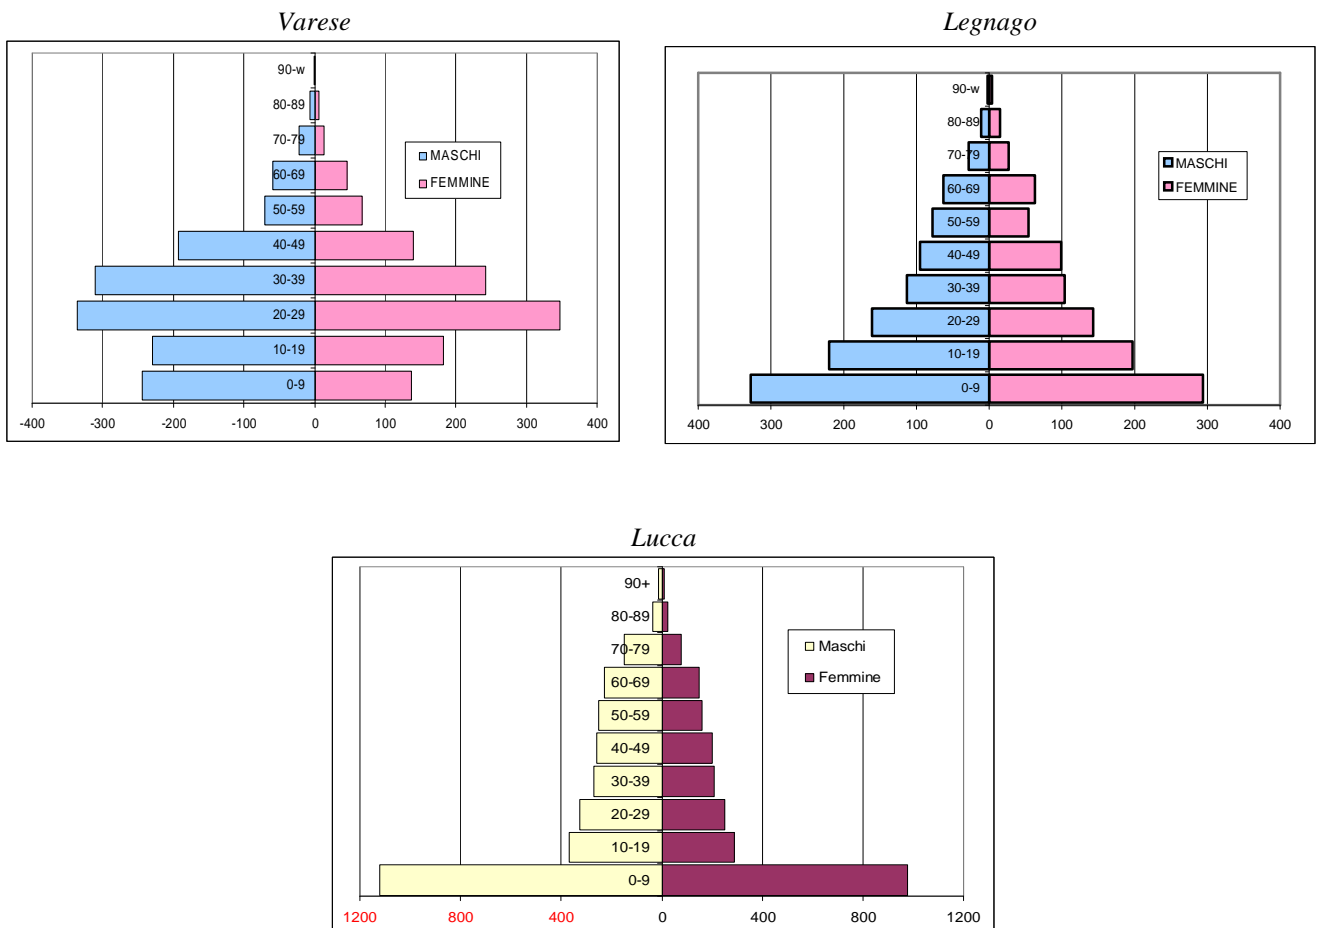 Varese
Legnago
90-w
80-89
70-79
60-69
50-59
40-49
30-39
20-29
10-19
0-9
MASCHI
FEMMINE
-400 -300 -200 -100 0 100 200 300 400
90-w
80-89
70-79
60-69
50-59
40-49
30-39
20-29
10-19
0-9
MASCHI
FEMMINE
400 300 200 100 0 100 200 300 400
Lucca
90+
80-89
70-79
60-69
50-59
40-49
30-39
20-29
10-19
0-9
Maschi
Femmine
1200 800 400 0 400 800 1200